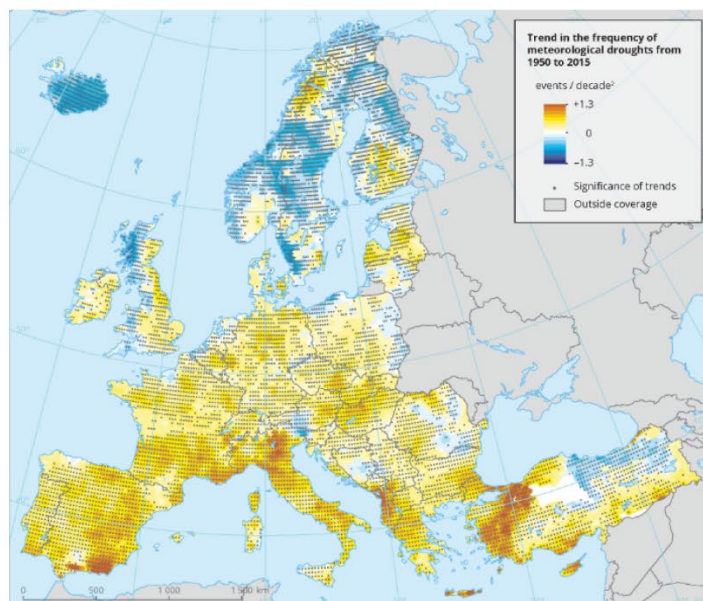 Trend in the frequency of
meteorological droughts from
1950 to 2015
events / decade²
+1.3
0
−1.3
Significance of trends
Outside coverage
0 500 1 000 1 500 km